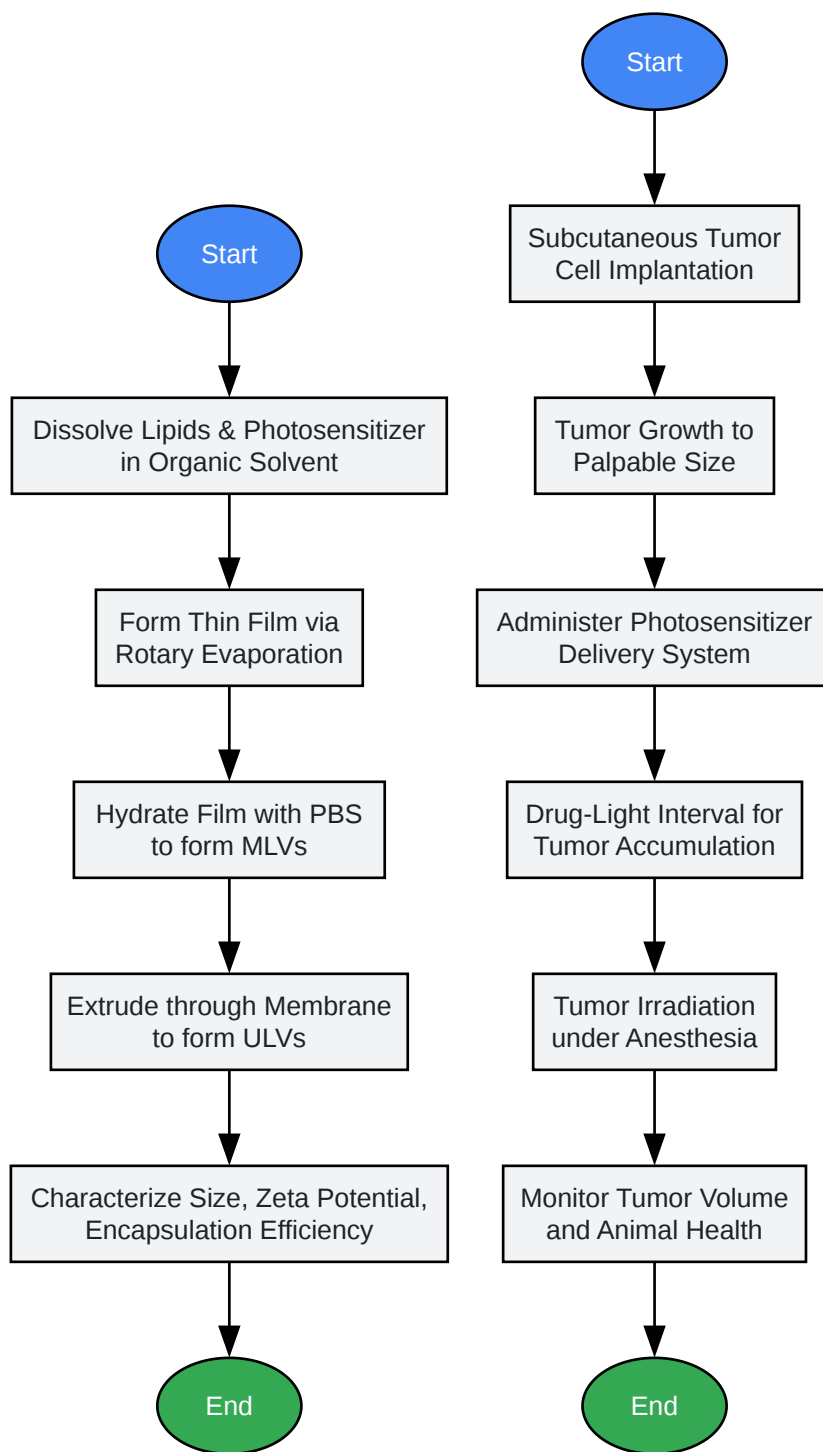 Start
Dissolve Lipids & Photosensitizer
in Organic Solvent
Form Thin Film via
Rotary Evaporation
Hydrate Film with PBS
to form MLVs
Extrude through Membrane
to form ULVs
Characterize Size, Zeta Potential,
Encapsulation Efficiency
End
Start
Subcutaneous Tumor
Cell Implantation
Tumor Growth to
Palpable Size
Administer Photosensitizer
Delivery System
Drug-Light Interval for
Tumor Accumulation
Tumor Irradiation
under Anesthesia
Monitor Tumor Volume
and Animal Health
End